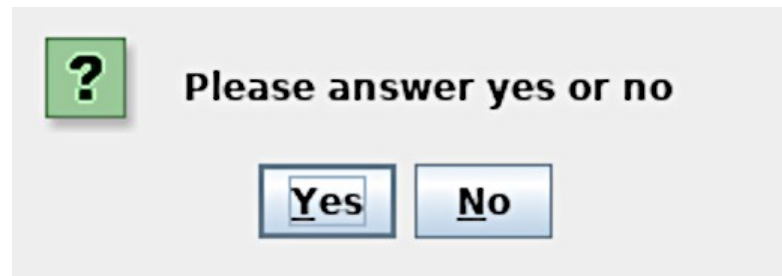 ?
Please answer yes or no
Yes No